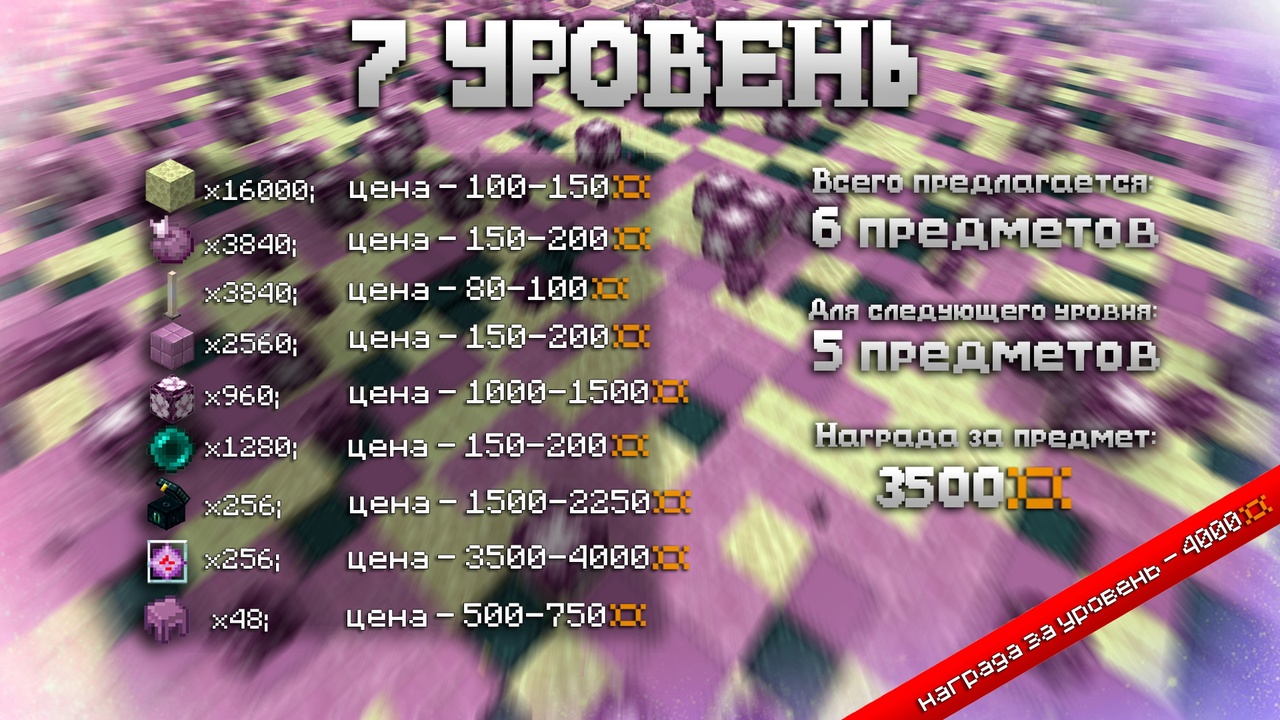 7 УРОВЕНЬ
x16000; цена - 100-150
x3840; цена - 150-200
x3840; цена - 80-100
x2560; цена - 150-200
x960; цена - 1000-1500
x1280; цена - 150-200
x256; цена - 1500-2250
x256; цена - 3500-4000
x48; цена - 500-750
Всего предлагается:
6 предметов
Для следующего уровня:
5 предметов
Награда за предмет:
3500
награда за уровень - 4000